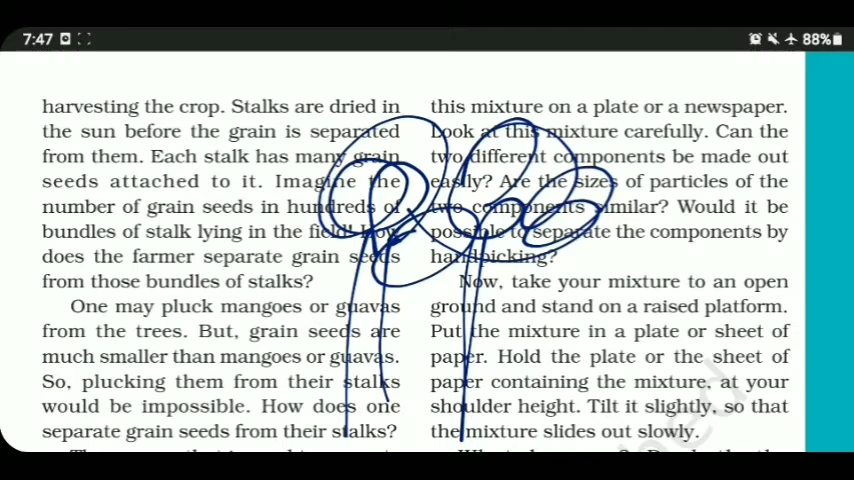 7:47
88%
harvesting the crop. Stalks are dried in
the sun before the grain is separated
from them. Each stalk has many grain
seeds attached to it. Imagine the
number of grain seeds in hundreds of
bundles of stalk lying in the field! How
does the farmer separate grain seeds
from those bundles of stalks?
One may pluck mangoes or guavas
from the trees. But, grain seeds are
much smaller than mangoes or guavas.
So, plucking them from their stalks
would be impossible. How does one
separate grain seeds from their stalks?
this mixture on a plate or a newspaper.
Look at this mixture carefully. Can the
two different components be made out
easily? Are the sizes of particles of the
two components similar? Would it be
possible to separate the components by
handpicking?
Now, take your mixture to an open
ground and stand on a raised platform.
Put the mixture in a plate or sheet of
paper. Hold the plate or the sheet of
paper containing the mixture, at your
shoulder height. Tilt it slightly, so that
the mixture slides out slowly.